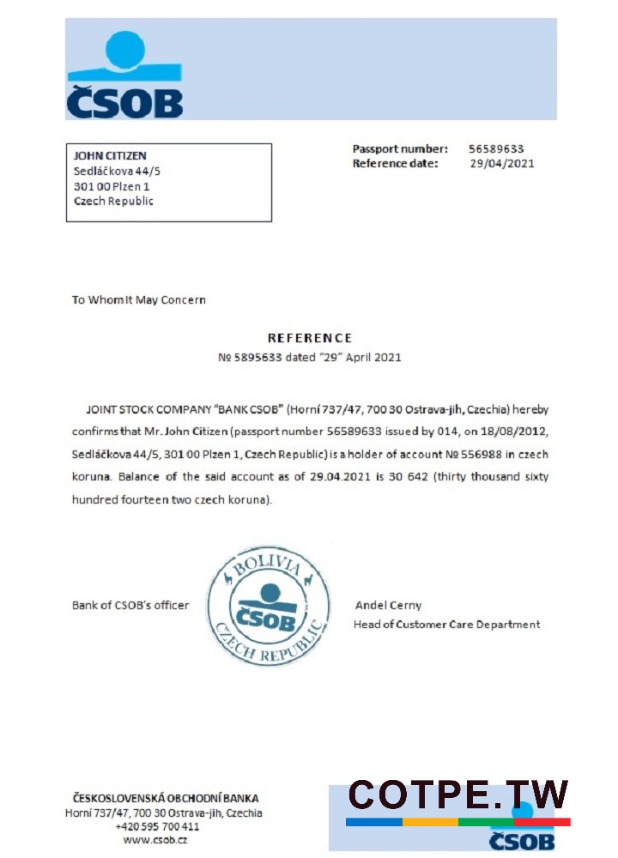 ČSOB
JOHN CITIZEN
Sedláčkova 44/5
301 00 Plzen 1
Czech Republic
Passport number: 56589633
Reference date: 29/04/2021
To Whom It May Concern
REFERENCE
№ 5895633 dated "29" April 2021
JOINT STOCK COMPANY "BANK CSOB" (Horní 737/47, 700 30 Ostrava-jih, Czechia) hereby
confirms that Mr. John Citizen (passport number 56589633 issued by 014, on 18/08/2012,
Sedláčkova 44/5, 301 00 Plzen 1, Czech Republic) is a holder of account № 556988 in czech
koruna. Balance of the said account as of 29.04.2021 is 30 642 (thirty thousand sixty
hundred fourteen two czech koruna).
Bank of CSOB's officer
BOLIVIA
ČSOB
CZECH REPUBLIC
Andel Cerny
Head of Customer Care Department
ČESKOSLOVENSKÁ OBCHODNÍ BANKA
Horní 737/47, 700 30 Ostrava-jih, Czechia
+420 595 700 411
www.csob.cz
COTPE.TW
ČSOB